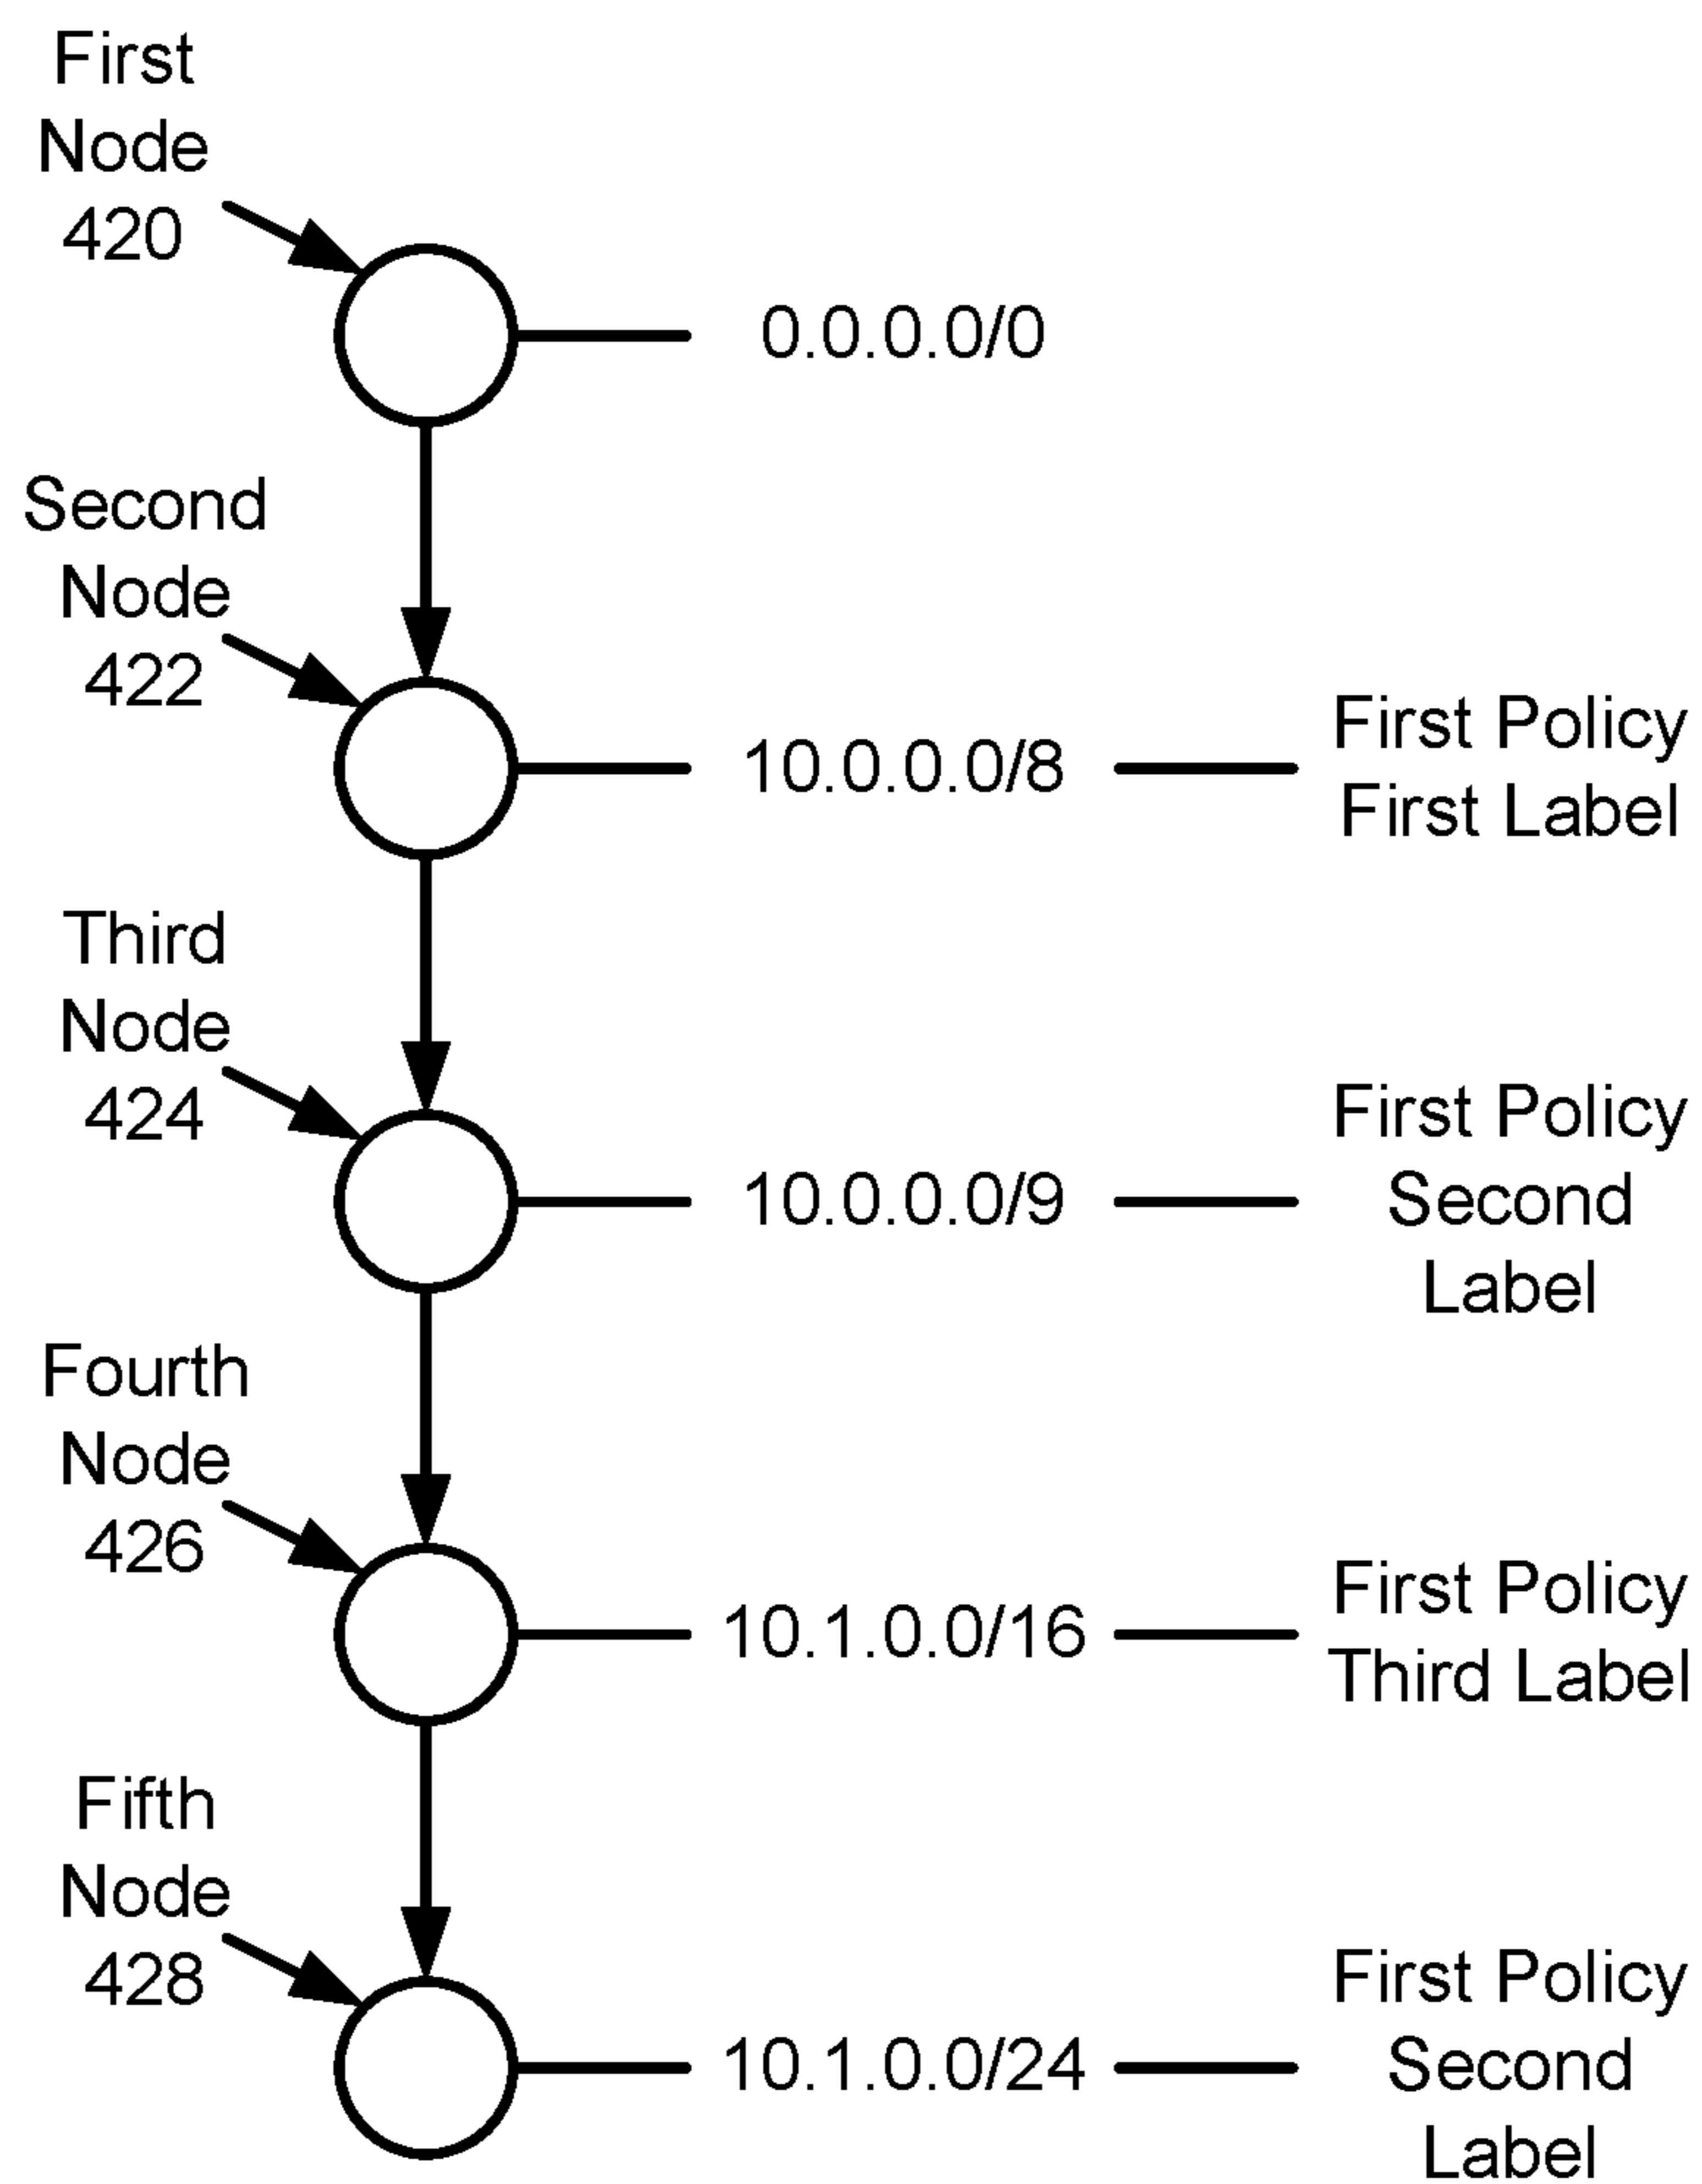 First
Node
420
0.0.0.0/0
Second
Node
422
10.0.0.0/8
First Policy
First Label
Third
Node
424
10.0.0.0/9
First Policy
Second
Label
Fourth
Node
426
10.1.0.0/16
First Policy
Third Label
Fifth
Node
428
10.1.0.0/24
First Policy
Second
Label